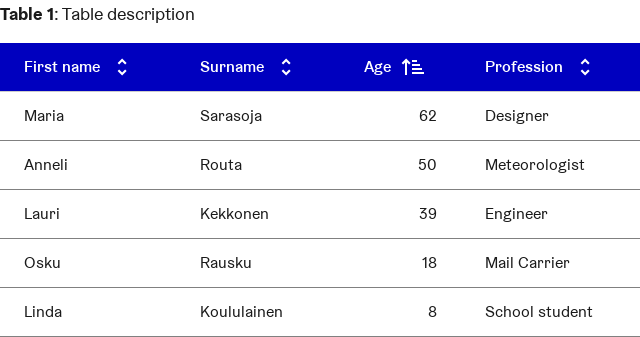 Table 1: Table description
First name Surname Age Profession
Maria Sarasoja 62 Designer
Anneli Routa 50 Meteorologist
Lauri Kekkonen 39 Engineer
Osku Rausku 18 Mail Carrier
Linda Koululainen 8 School student